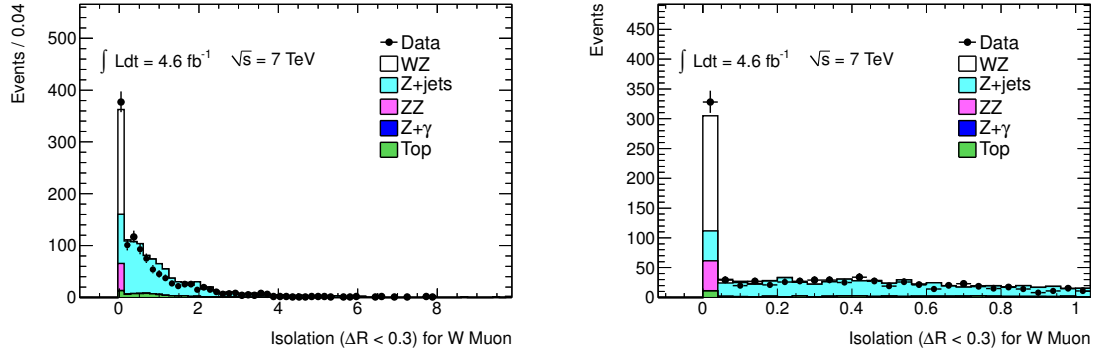 Events / 0.04
500
400
300
200
100
0
∫ Ldt = 4.6 fb⁻¹ √s = 7 TeV
Data
WZ
Z+jets
ZZ
Z+γ
Top
0 2 4 6 8
Isolation (ΔR < 0.3) for W Muon
Events
450
400
350
300
250
200
150
100
50
0
∫ Ldt = 4.6 fb⁻¹ √s = 7 TeV
Data
WZ
Z+jets
ZZ
Z+γ
Top
0 0.2 0.4 0.6 0.8 1
Isolation (ΔR < 0.3) for W Muon